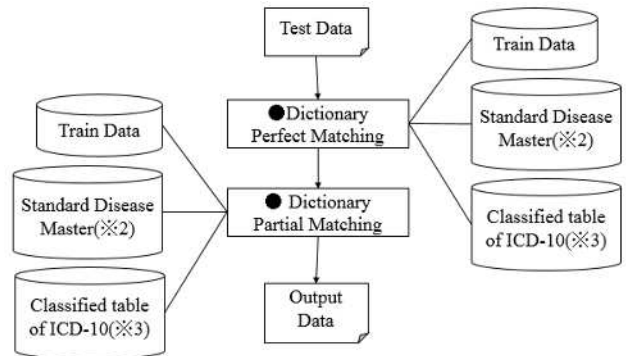 Test Data
Train Data
●Dictionary
Perfect Matching
Standard Disease
Master(※2)
Classified table
of ICD-10(※3)
Train Data
Standard Disease
Master(※2)
Classified table
of ICD-10(※3)
● Dictionary
Partial Matching
Output
Data